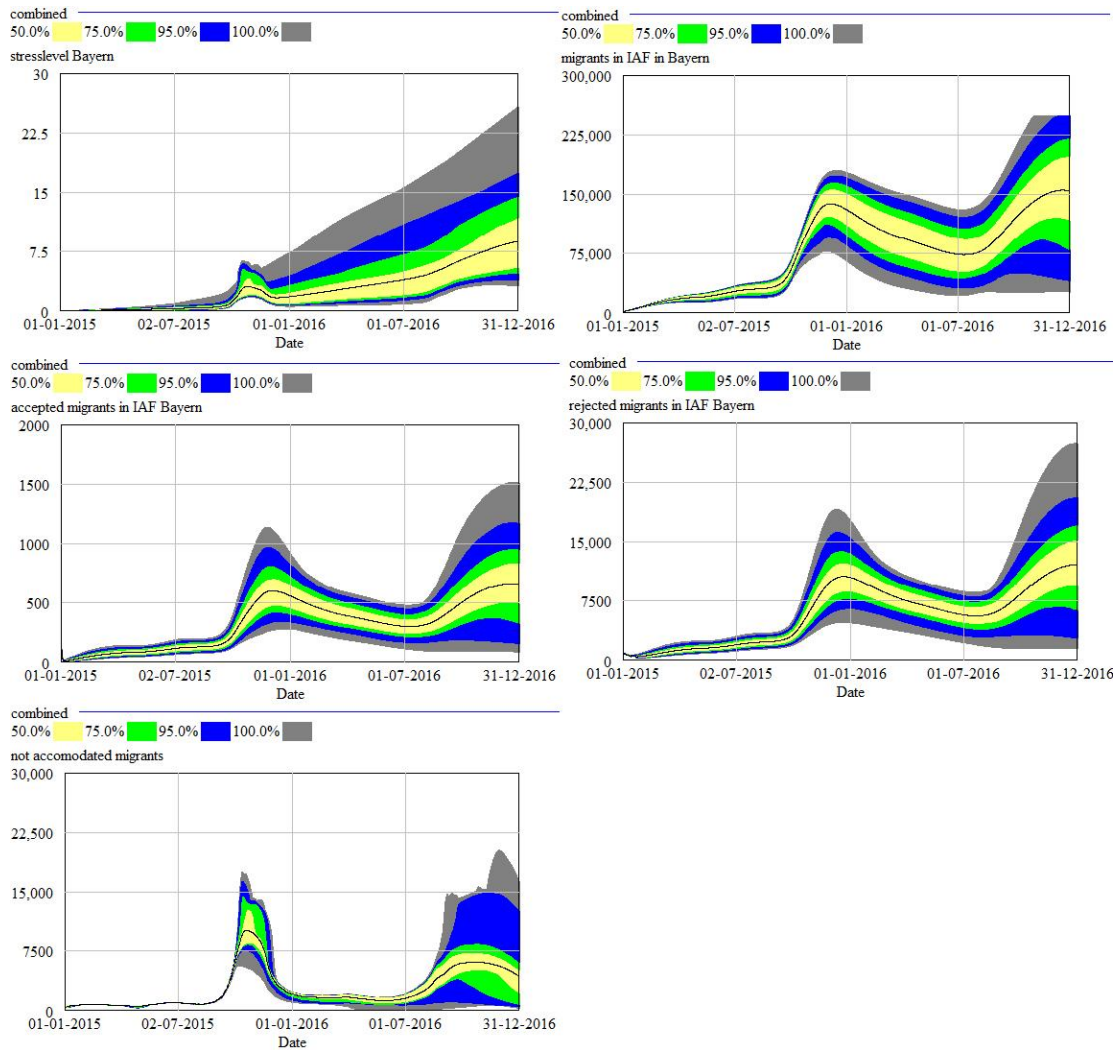 combined
50.0% 75.0% 95.0% 100.0%
stresslevel Bayern
30
22.5
15
7.5
0
01-01-2015 02-07-2015 01-01-2016 01-07-2016 31-12-2016
Date
combined
50.0% 75.0% 95.0% 100.0%
migrants in IAF in Bayern
300,000
225,000
150,000
75,000
0
01-01-2015 02-07-2015 01-01-2016 01-07-2016 31-12-2016
Date
combined
50.0% 75.0% 95.0% 100.0%
accepted migrants in IAF Bayern
2000
1500
1000
500
0
01-01-2015 02-07-2015 01-01-2016 01-07-2016 31-12-2016
Date
combined
50.0% 75.0% 95.0% 100.0%
rejected migrants in IAF Bayern
30,000
22,500
15,000
7500
0
01-01-2015 02-07-2015 01-01-2016 01-07-2016 31-12-2016
Date
combined
50.0% 75.0% 95.0% 100.0%
not accomodated migrants
30,000
22,500
15,000
7500
0
01-01-2015 02-07-2015 01-01-2016 01-07-2016 31-12-2016
Date